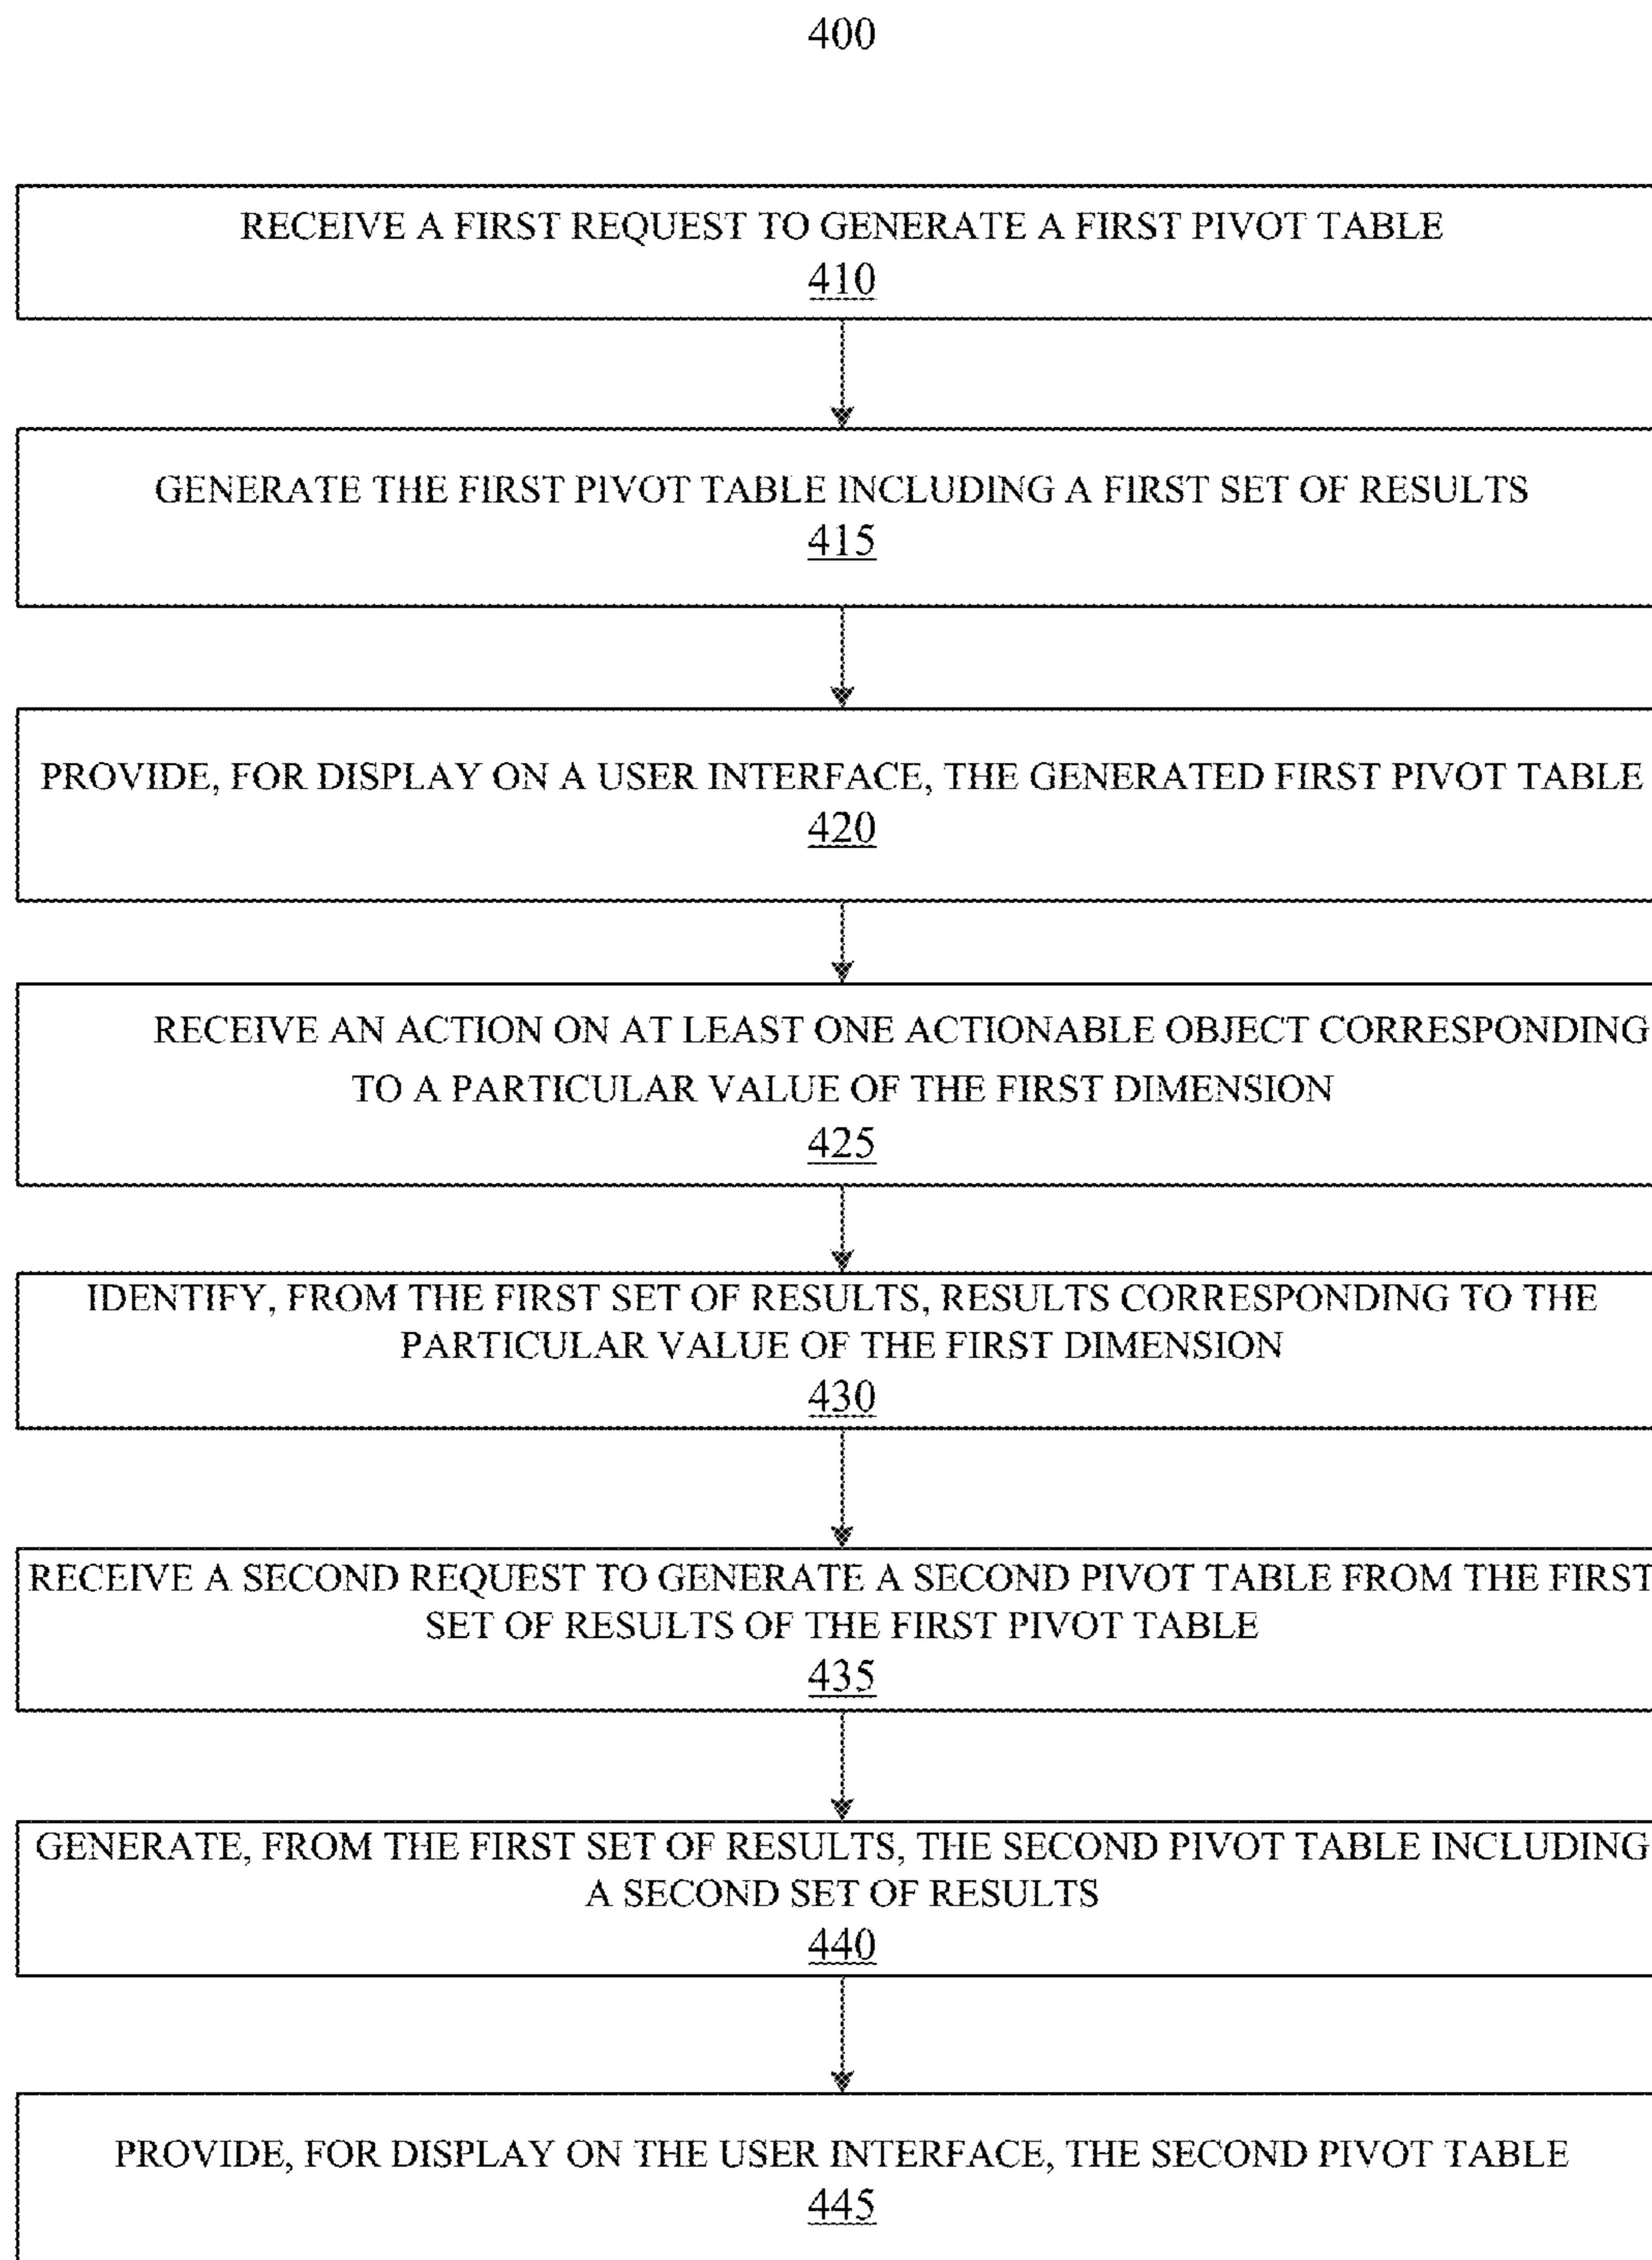 400
RECEIVE A FIRST REQUEST TO GENERATE A FIRST PIVOT TABLE
410
GENERATE THE FIRST PIVOT TABLE INCLUDING A FIRST SET OF RESULTS
415
PROVIDE, FOR DISPLAY ON A USER INTERFACE, THE GENERATED FIRST PIVOT TABLE
420
RECEIVE AN ACTION ON AT LEAST ONE ACTIONABLE OBJECT CORRESPONDING
TO A PARTICULAR VALUE OF THE FIRST DIMENSION
425
IDENTIFY, FROM THE FIRST SET OF RESULTS, RESULTS CORRESPONDING TO THE
PARTICULAR VALUE OF THE FIRST DIMENSION
430
RECEIVE A SECOND REQUEST TO GENERATE A SECOND PIVOT TABLE FROM THE FIRST
SET OF RESULTS OF THE FIRST PIVOT TABLE
435
GENERATE, FROM THE FIRST SET OF RESULTS, THE SECOND PIVOT TABLE INCLUDING
A SECOND SET OF RESULTS
440
PROVIDE, FOR DISPLAY ON THE USER INTERFACE, THE SECOND PIVOT TABLE
445